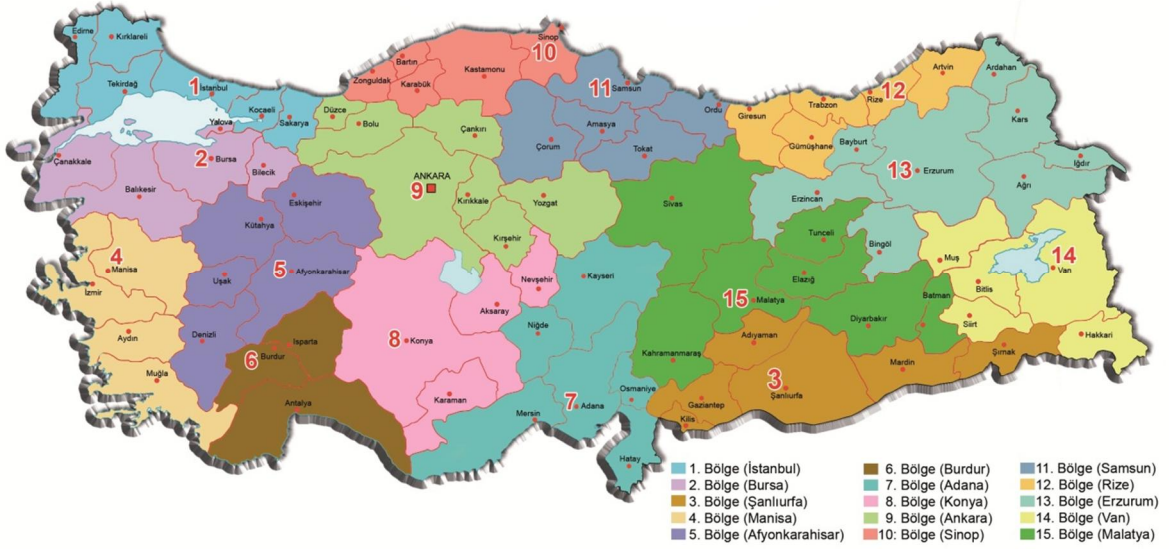 Edirne
Kırklareli
Tekirdağ
1
İstanbul
Kocaeli
Yalova
Sakarya
Çanakkale
2
Bursa
Bilecik
Balıkesir
Zonguldak
Bartın
Karabük
Kastamonu
Sinop
10
Düzce
Bolu
Çankırı
ANKARA
9
Kırıkkale
Yozgat
Kırşehir
11
Samsun
Ordu
Amasya
Çorum
Tokat
Giresun
Trabzon
Rize
12
Artvin
Gümüşhane
Ardahan
Kars
Bayburt
13
Erzurum
Iğdır
Ağrı
Erzincan
Bingöl
Eskişehir
Kütahya
5
Afyonkarahisar
Uşak
Denizli
4
Manisa
İzmir
Aydın
Muğla
6
Burdur
Isparta
Antalya
Nevşehir
Aksaray
8
Konya
Karaman
Kayseri
Niğde
7
Adana
Mersin
Osmaniye
Hatay
Sivas
Tunceli
Elazığ
15
Malatya
Diyarbakır
Batman
Kahramanmaraş
Adıyaman
3
Şanlıurfa
Gaziantep
Kilis
Mardin
Şırnak
Muş
Bitlis
14
Van
Siirt
Hakkari
1. Bölge (İstanbul)
2. Bölge (Bursa)
3. Bölge (Şanlıurfa)
4. Bölge (Manisa)
5. Bölge (Afyonkarahisar)
6. Bölge (Burdur)
7. Bölge (Adana)
8. Bölge (Konya)
9. Bölge (Ankara)
10: Bölge (Sinop)
11. Bölge (Samsun)
12. Bölge (Rize)
13. Bölge (Erzurum)
14. Bölge (Van)
15. Bölge (Malatya)